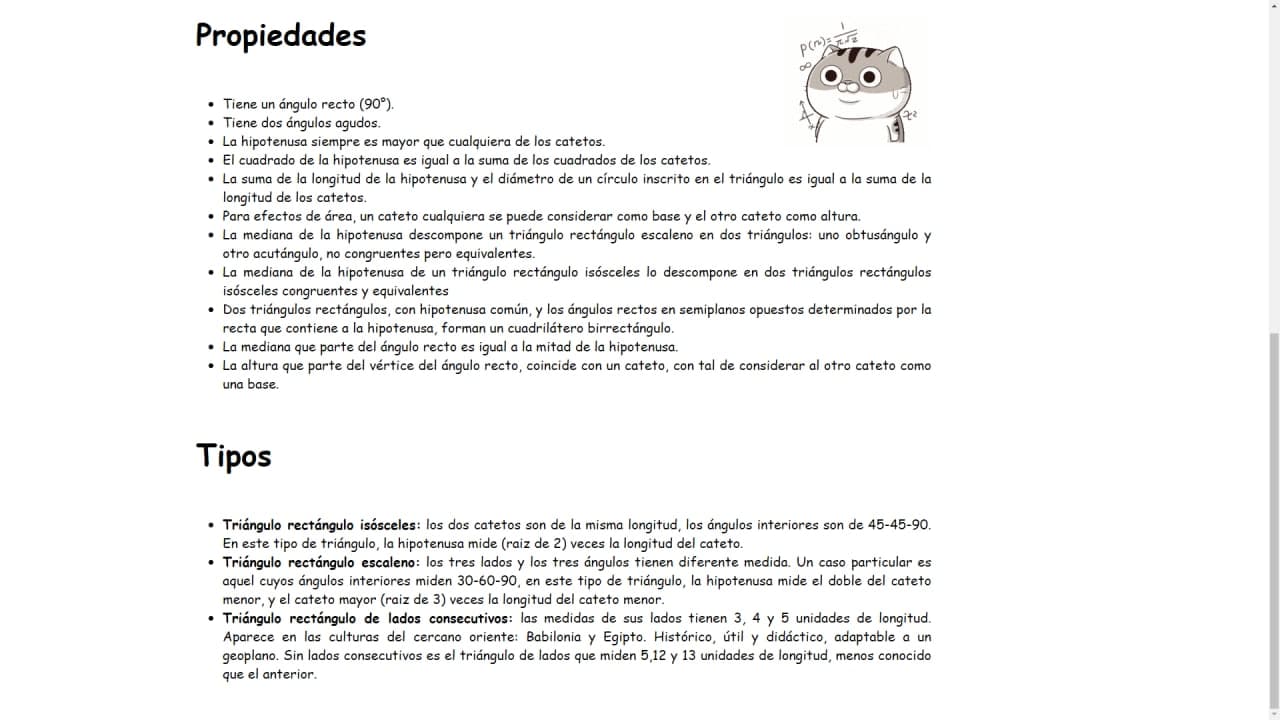 Propiedades
• Tiene un ángulo recto (90°).
• Tiene dos ángulos agudos.
• La hipotenusa siempre es mayor que cualquiera de los catetos.
• El cuadrado de la hipotenusa es igual a la suma de los cuadrados de los catetos.
• La suma de la longitud de la hipotenusa y el diámetro de un círculo inscrito en el triángulo es igual a la suma de la
longitud de los catetos.
• Para efectos de área, un cateto cualquiera se puede considerar como base y el otro cateto como altura.
• La mediana de la hipotenusa descompone un triángulo rectángulo escaleno en dos triángulos: uno obtusángulo y
otro acutángulo, no congruentes pero equivalentes.
• La mediana de la hipotenusa de un triángulo rectángulo isósceles lo descompone en dos triángulos rectángulos
isósceles congruentes y equivalentes
• Dos triángulos rectángulos, con hipotenusa común, y los ángulos rectos en semiplanos opuestos determinados por la
recta que contiene a la hipotenusa, forman un cuadrilátero birrectángulo.
• La mediana que parte del ángulo recto es igual a la mitad de la hipotenusa.
• La altura que parte del vértice del ángulo recto, coincide con un cateto, con tal de considerar al otro cateto como
una base.
Tipos
• Triángulo rectángulo isósceles: los dos catetos son de la misma longitud, los ángulos interiores son de 45-45-90.
En este tipo de triángulo, la hipotenusa mide (raiz de 2) veces la longitud del cateto.
• Triángulo rectángulo escaleno: los tres lados y los tres ángulos tienen diferente medida. Un caso particular es
aquel cuyos ángulos interiores miden 30-60-90, en este tipo de triángulo, la hipotenusa mide el doble del cateto
menor, y el cateto mayor (raiz de 3) veces la longitud del cateto menor.
• Triángulo rectángulo de lados consecutivos: las medidas de sus lados tienen 3, 4 y 5 unidades de longitud.
Aparece en las culturas del cercano oriente: Babilonia y Egipto. Histórico, útil y didáctico, adaptable a un
geoplano. Sin lados consecutivos es el triángulo de lados que miden 5,12 y 13 unidades de longitud, menos conocido
que el anterior.